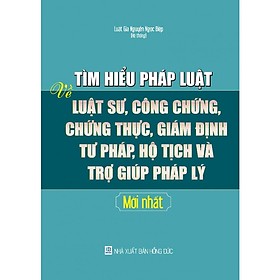 Luật Gia Nguyễn Ngọc Điệp
(Hệ thống)
TÌM HIỂU PHÁP LUẬT
Về
LUẬT SƯ, CÔNG CHỨNG,
CHỨNG THỰC, GIÁM ĐỊNH
TƯ PHÁP, HỘ TỊCH VÀ
TRỢ GIÚP PHÁP LÝ
Mới nhất
NHÀ XUẤT BẢN HỒNG ĐỨC